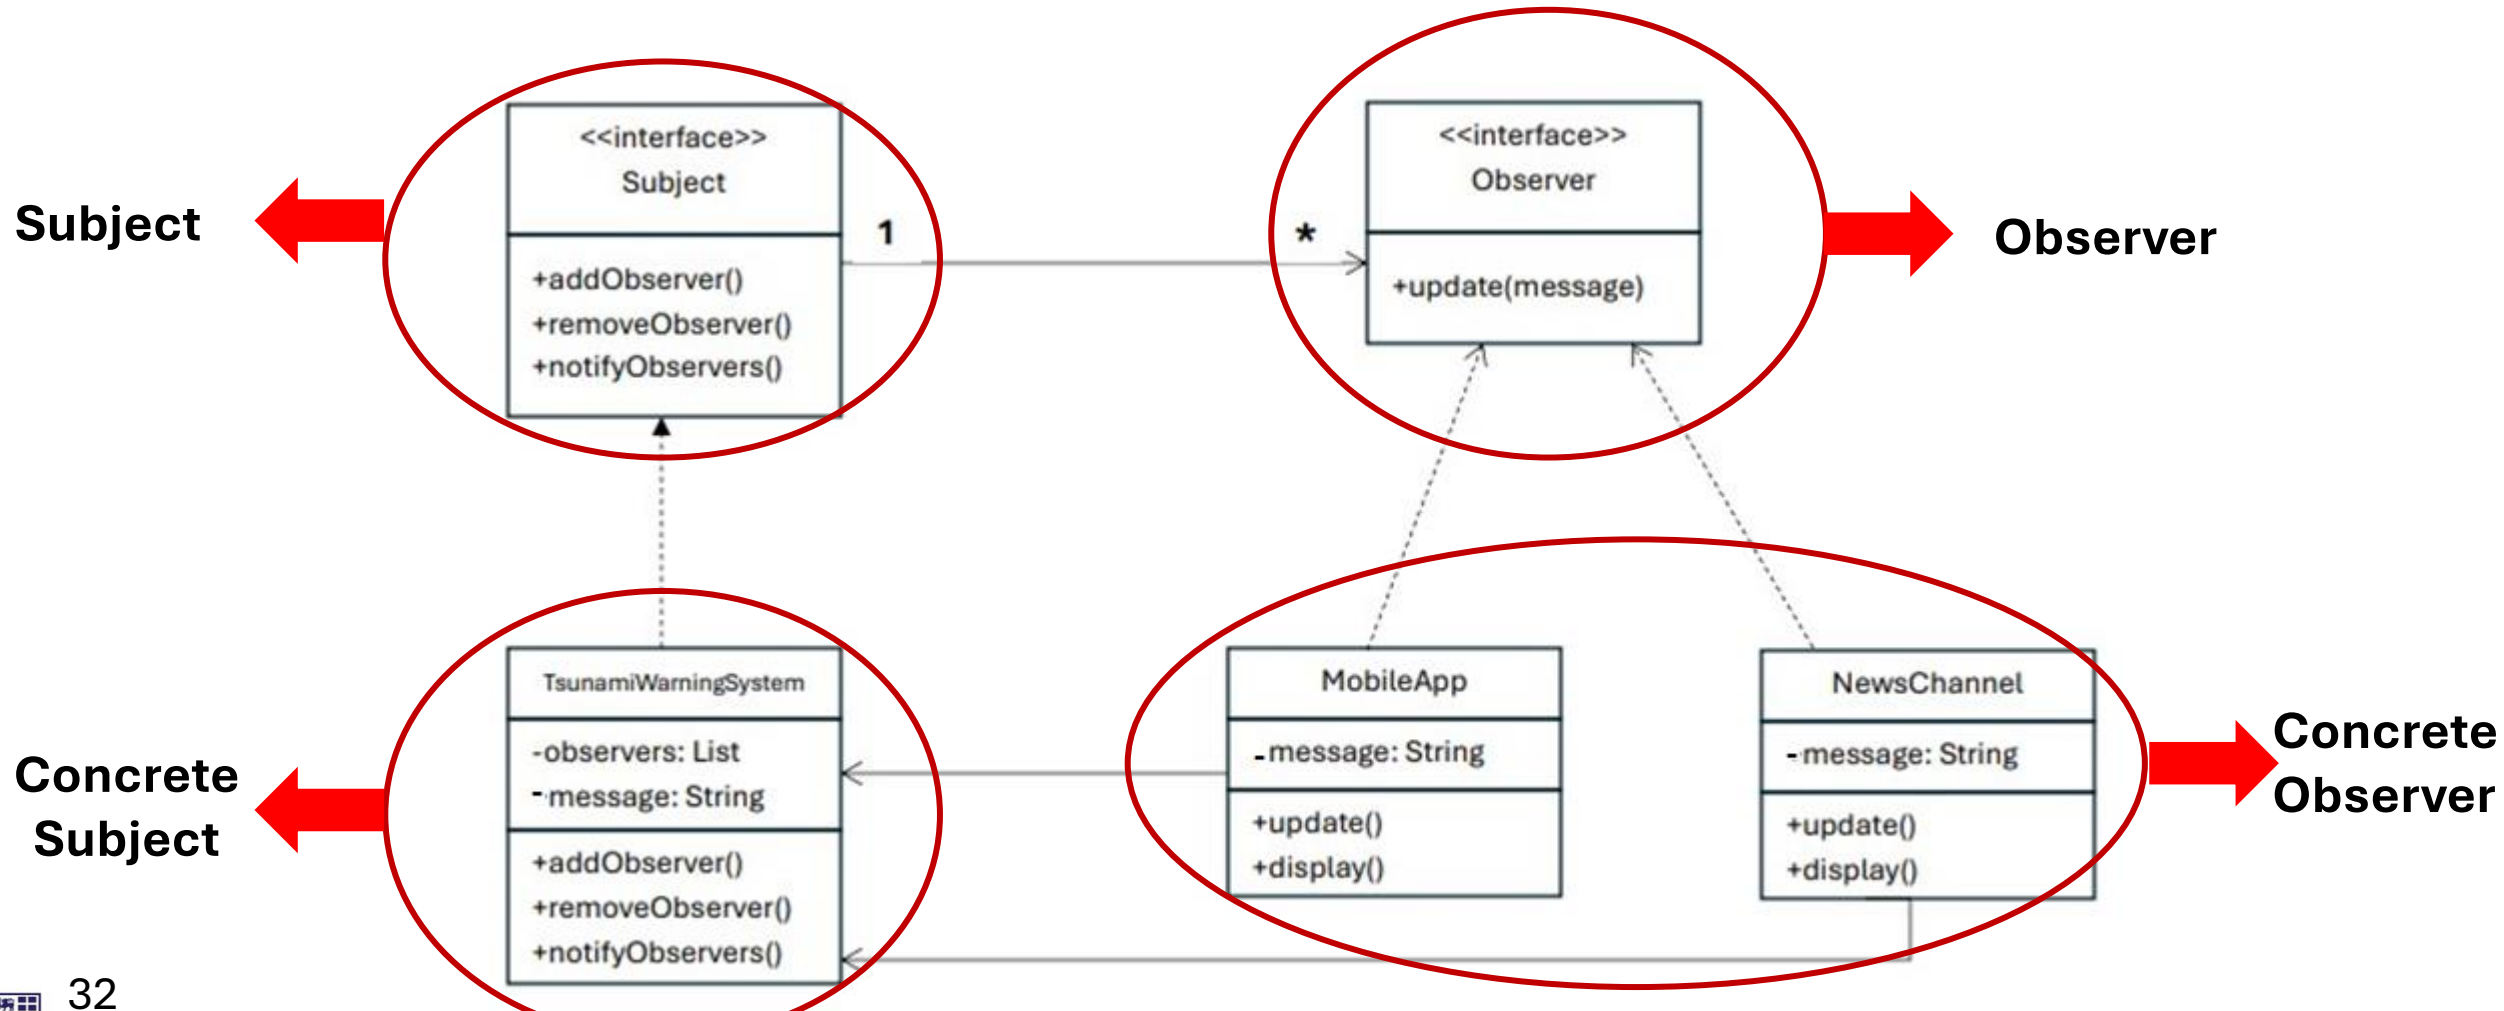 Subject
<<interface>>
Subject
+addObserver()
+removeObserver()
+notifyObservers()
1
*
<<interface>>
Observer
+update(message)
Observer
Concrete
Subject
TsunamiWarningSystem
-observers: List
-message: String
+addObserver()
+removeObserver()
+notifyObservers()
MobileApp
-message: String
+update()
+display()
NewsChannel
-message: String
+update()
+display()
Concrete
Observer
32